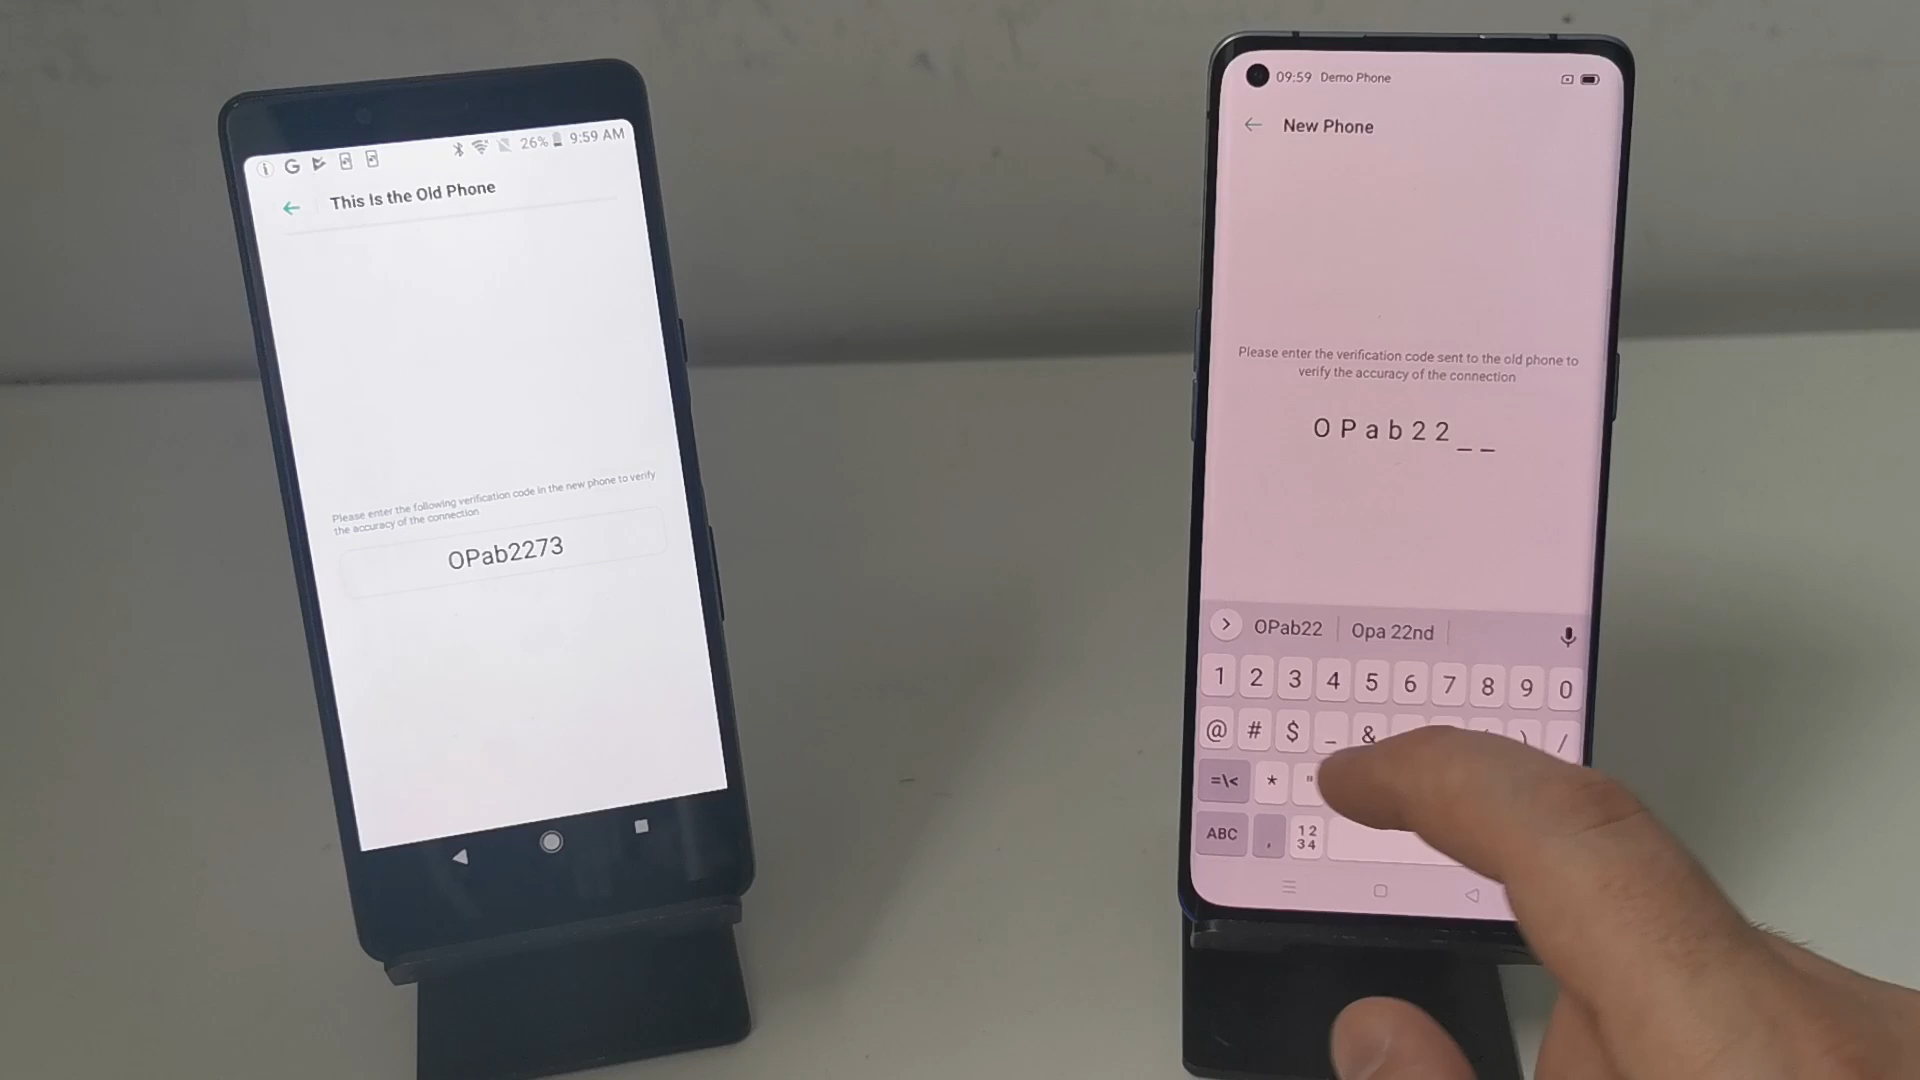 26% 9:59 AM
This Is the Old Phone
Please enter the following verification code in the new phone to verify
the accuracy of the connection
OPab2273
09:59 Demo Phone
New Phone
Please enter the verification code sent to the old phone to
verify the accuracy of the connection
OPab22__
OPab22 Opa 22nd
1 2 3 4 5 6 7 8 9 0
@ # $ _ & ) /
=\< * "
ABC , 12
34